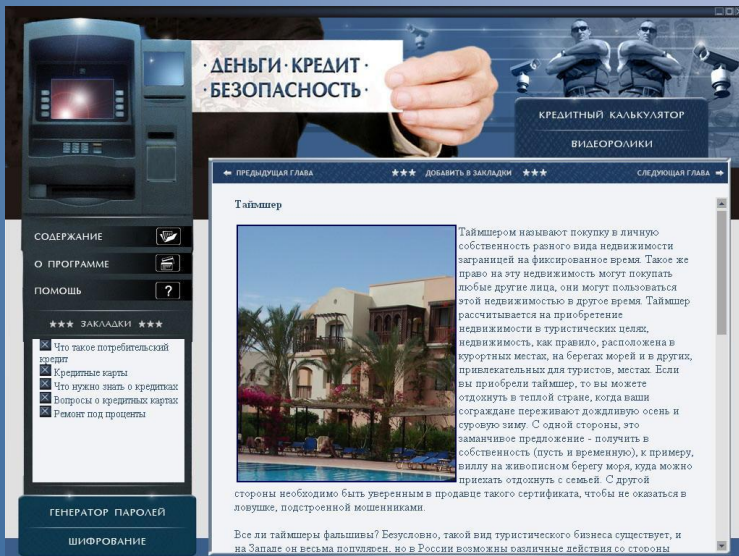 · ДЕНЬГИ · КРЕДИТ ·
· БЕЗОПАСНОСТЬ ·
КРЕДИТНЫЙ КАЛЬКУЛЯТОР
ВИДЕОРОЛИКИ
ПРЕДЫДУЩАЯ ГЛАВА
ДОБАВИТЬ В ЗАКЛАДКИ
СЛЕДУЮЩАЯ ГЛАВА
СОДЕРЖАНИЕ
О ПРОГРАММЕ
ПОМОЩЬ
?
ЗАКЛАДКИ
Что такое потребительский
кредит
Кредитные карты
Что нужно знать о кредитках
Вопросы о кредитных картах
Ремонт под проценты
ГЕНЕРАТОР ПАРОЛЕЙ
ШИФРОВАНИЕ
Таймшер
Таймшером называют покупку в личную
собственность разного вида недвижимости
заграницей на фиксированное время. Такое же
право на эту недвижимость могут покупать
любые другие лица, они могут пользоваться
этой недвижимостью в другое время. Таймшер
рассчитывается на приобретение
недвижимости в туристических целях,
недвижимость, как правило, расположена в
курортных местах, на берегах морей и в других,
привлекательных для туристов, местах. Если
вы приобрели таймшер, то вы можете
отдохнуть в теплой стране, когда ваши
сограждане переживают дождливую осень и
суровую зиму. С одной стороны, это
заманчивое предложение - получить в
собственность (пусть и временную), к примеру,
виллу на живописном берегу моря, куда можно
приехать отдохнуть с семьей. С другой
стороны необходимо быть уверенным в продавце такого сертификата, чтобы не оказаться в
ловушке, подстроенной мошенниками.
Все ли таймшеры фальшивы? Безусловно, такой вид туристического бизнеса существует, и
на Западе он весьма популярен, но в России возможны различные действия со стороны